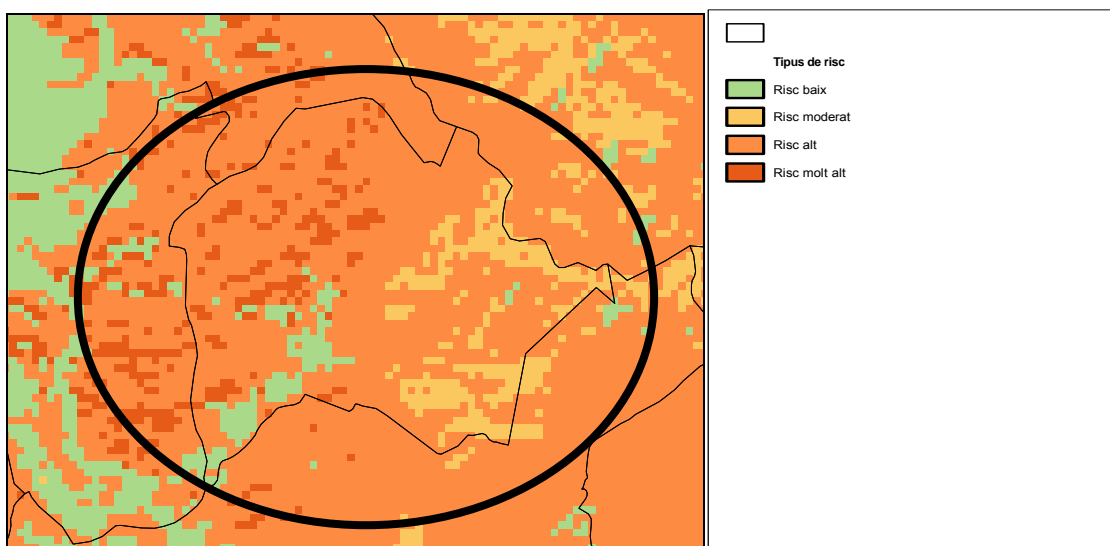 Tipus de risc
Risc baix
Risc moderat
Risc alt
Risc molt alt